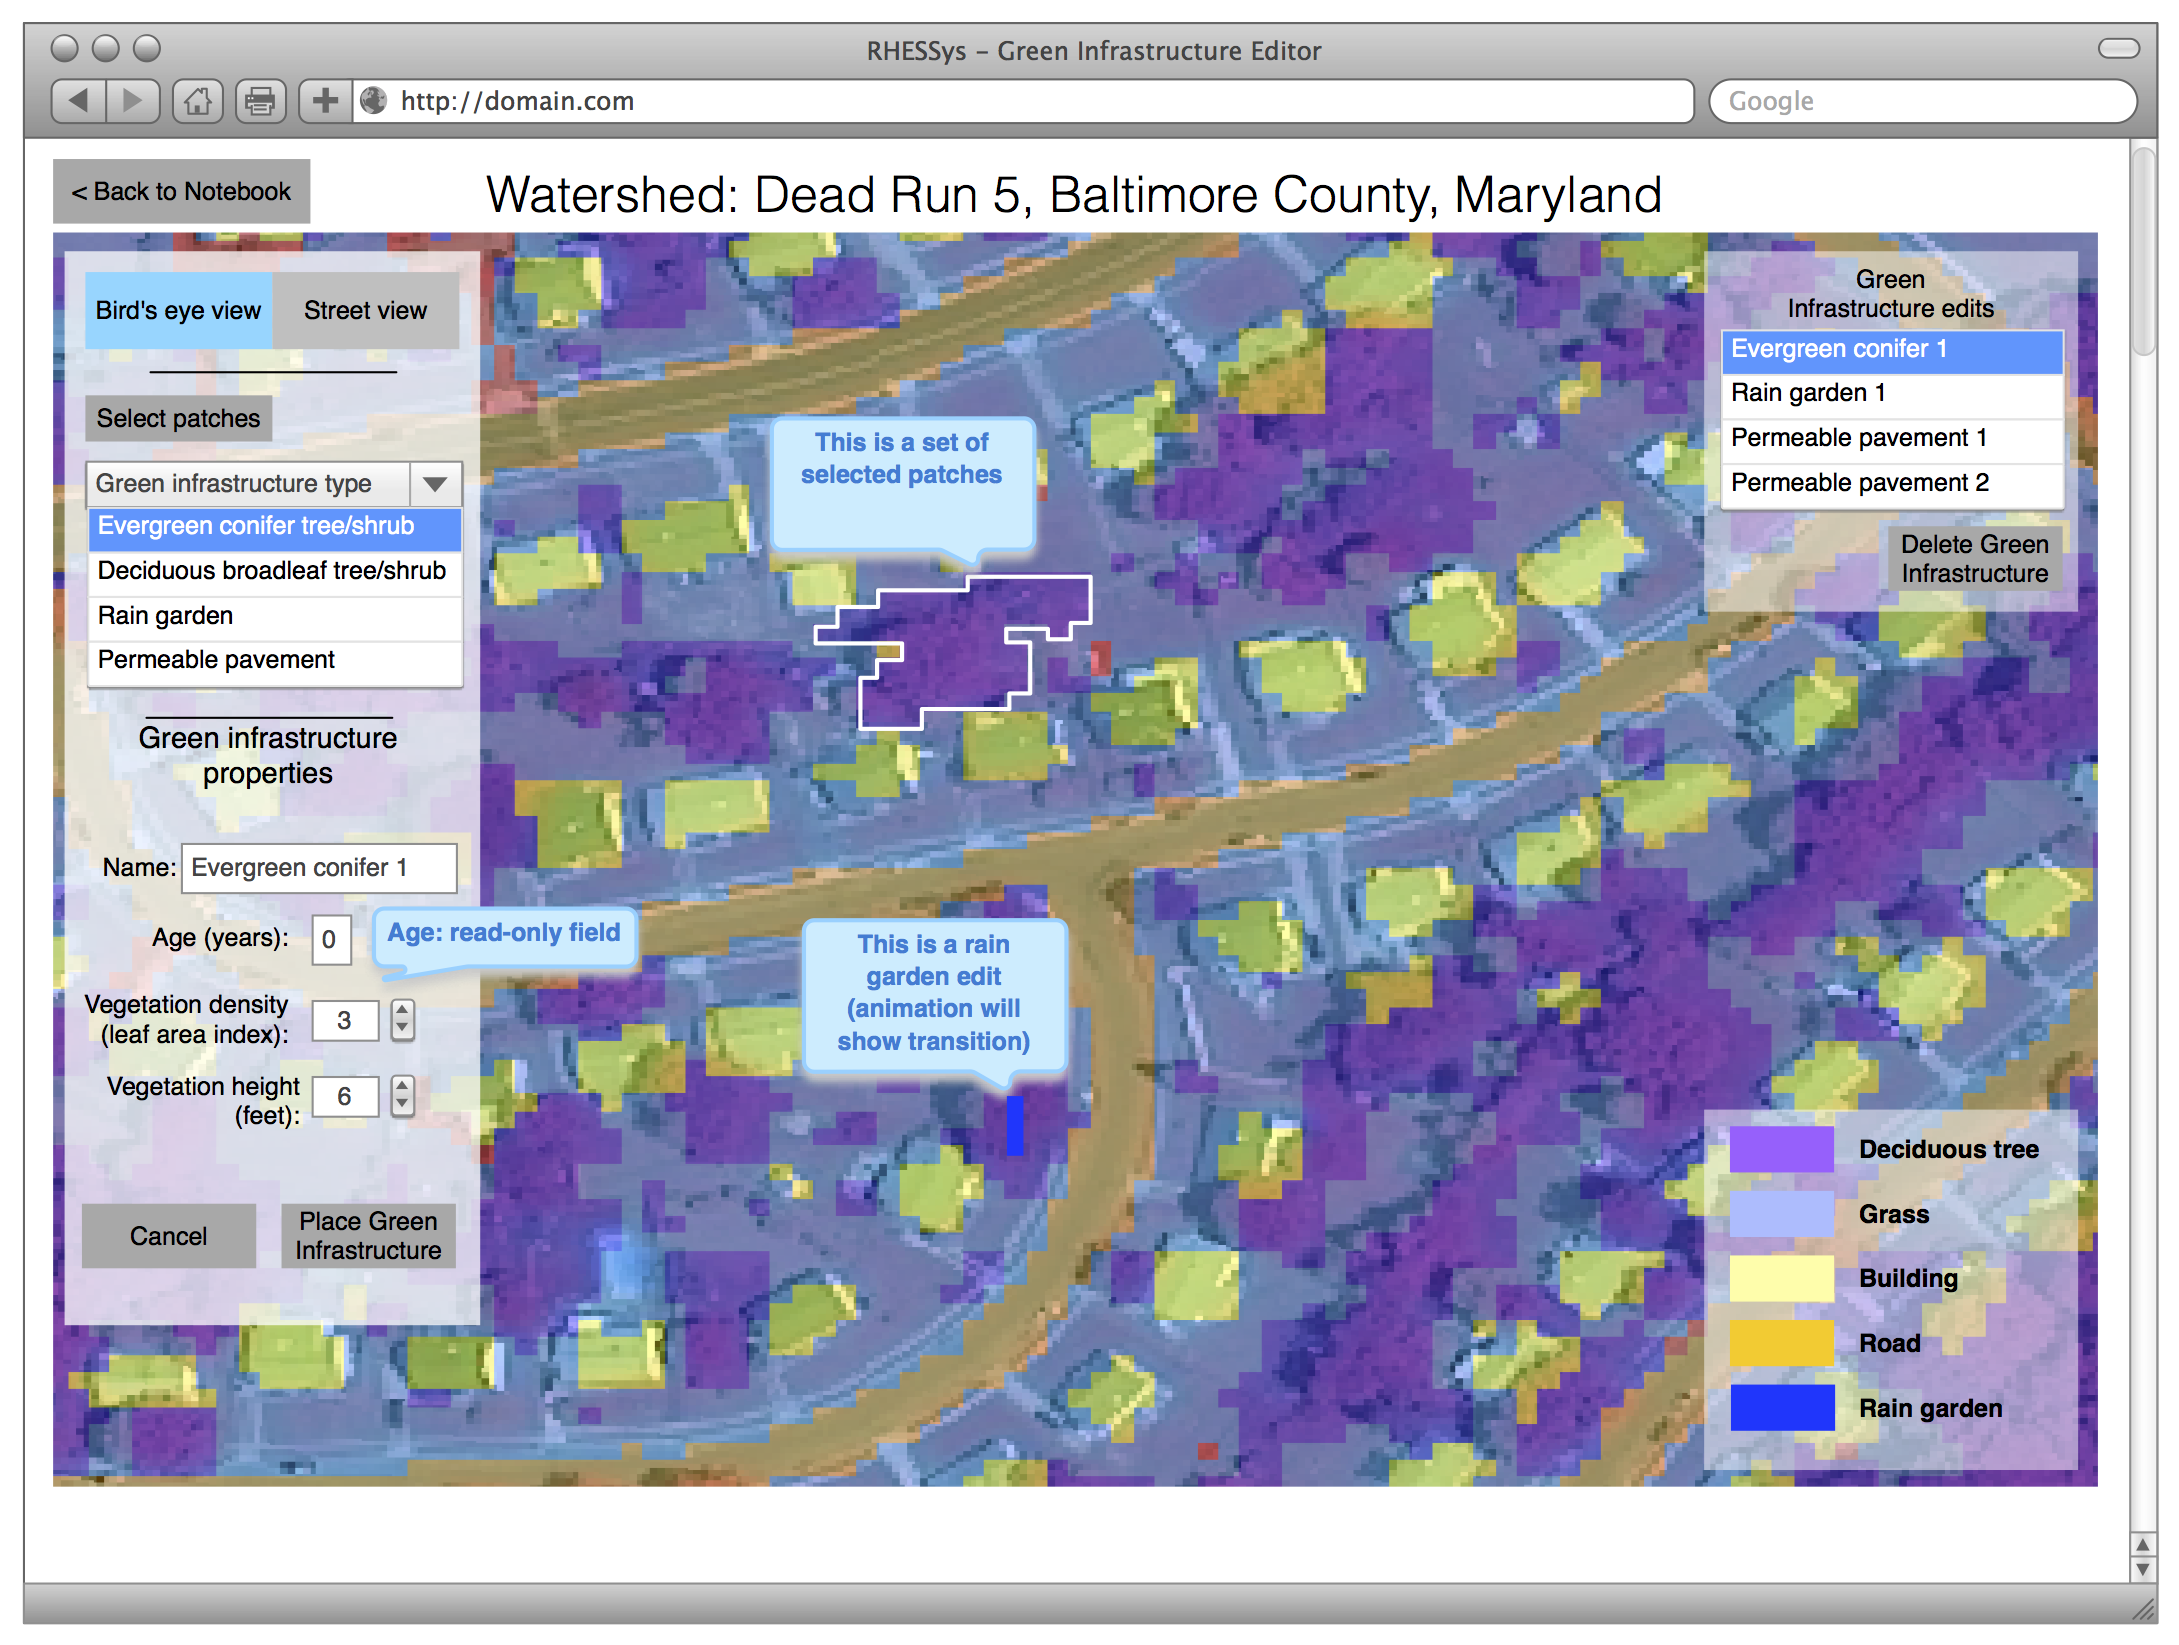 RHESSys – Green Infrastructure Editor
http://domain.com
Google
< Back to Notebook
Watershed: Dead Run 5, Baltimore County, Maryland
Bird's eye view
Street view
Select patches
Green infrastructure type
Evergreen conifer tree/shrub
Deciduous broadleaf tree/shrub
Rain garden
Permeable pavement
Green infrastructure
properties
Name: Evergreen conifer 1
Age (years): 0
Age: read-only field
Vegetation density
(leaf area index): 3
Vegetation height
(feet): 6
Cancel
Place Green
Infrastructure
This is a set of
selected patches
This is a rain
garden edit
(animation will
show transition)
Green
Infrastructure edits
Evergreen conifer 1
Rain garden 1
Permeable pavement 1
Permeable pavement 2
Delete Green
Infrastructure
Deciduous tree
Grass
Building
Road
Rain garden